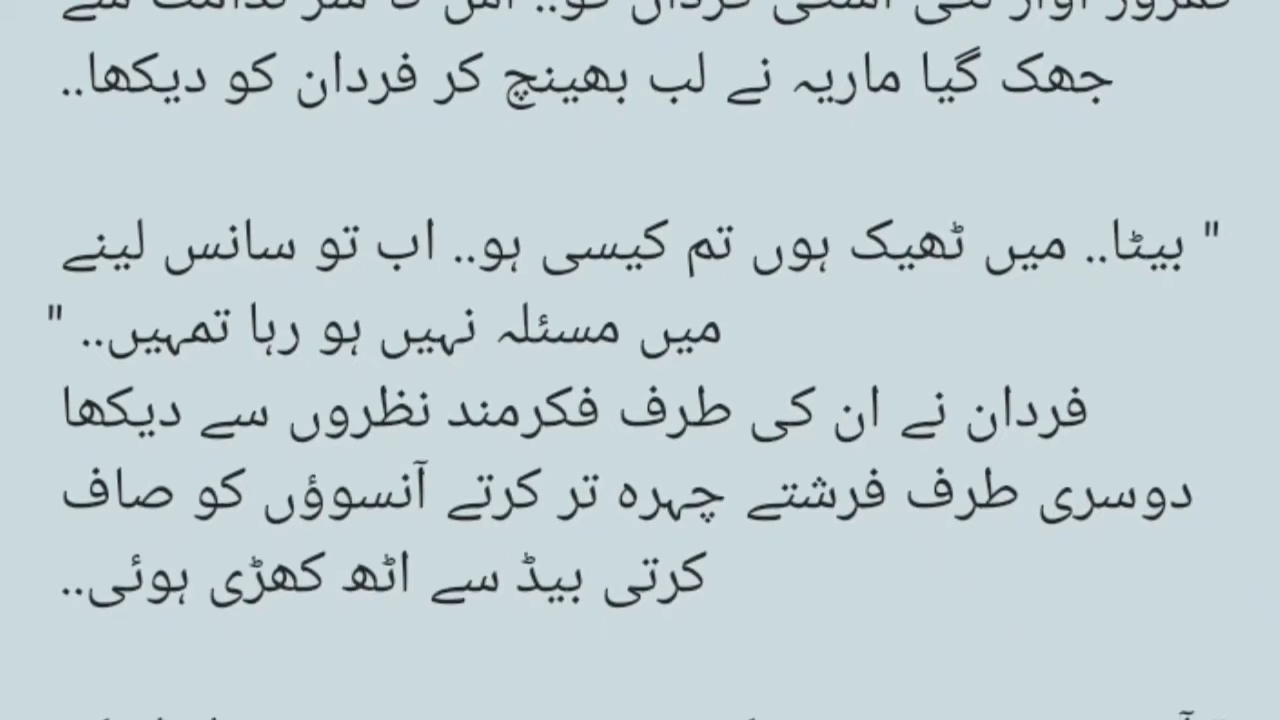 جھک گیا ماریہ نے لب بھینچ کر فردان کو دیکھا..
" بیٹا.. میں ٹھیک ہوں تم کیسی ہو.. اب تو سانس لینے
میں مسئلہ نہیں ہو رہا تمہیں.. "
فردان نے ان کی طرف فکرمند نظروں سے دیکھا
دوسری طرف فرشتے چہرہ تر کرتے آنسوؤں کو صاف
کرتی بیڈ سے اٹھ کھڑی ہوئی..